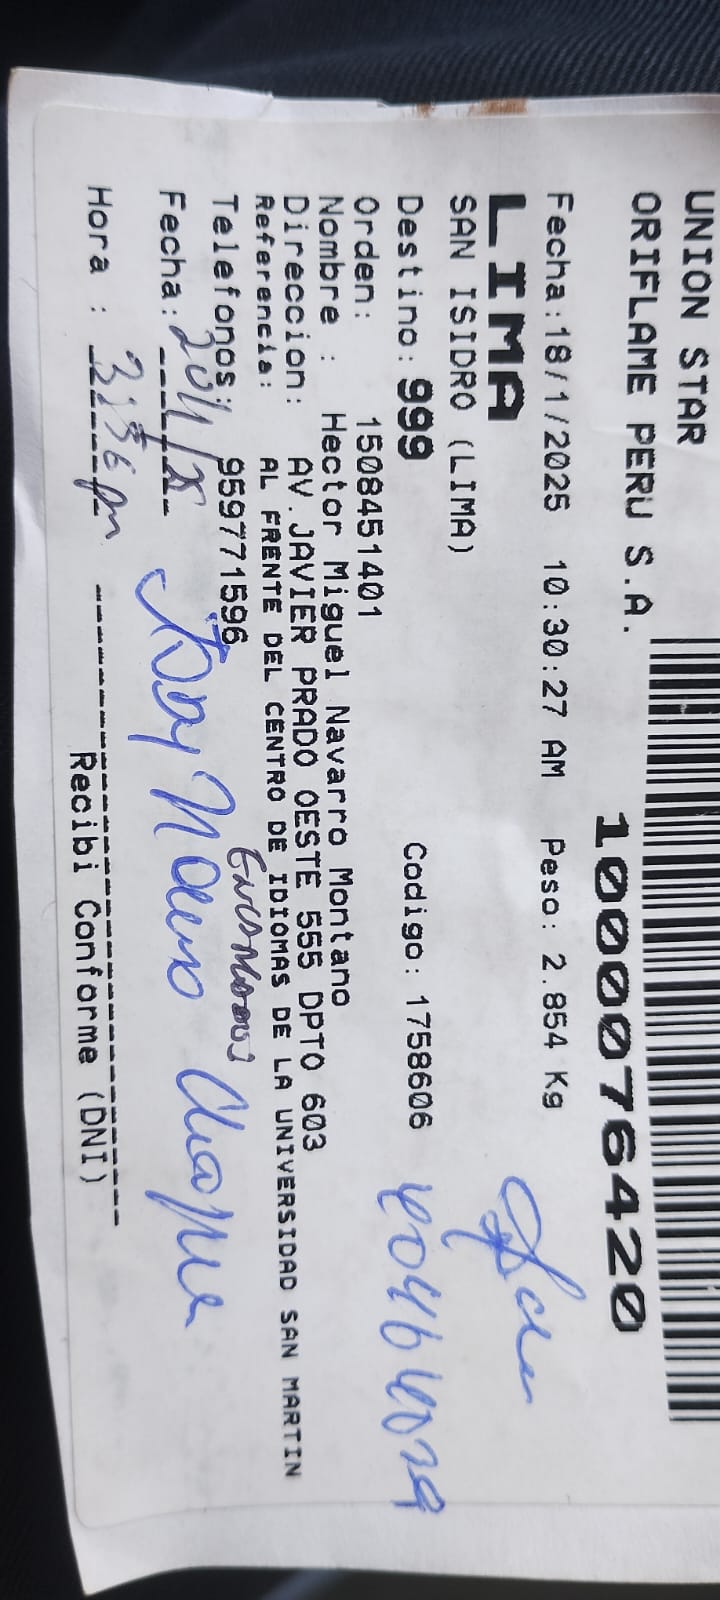 UNION STAR
ORIFLAME PERU S.A.
1000076420
Fecha:18/1/2025 10:30:27 AM Peso: 2.854 Kg
LIMA
SAN ISIDRO (LIMA)
Destino: 999 Codigo: 1758606
Orden: 1508451401
Nombre : Hector Miguel Navarro Montano
Direccion: AV.JAVIER PRADO OESTE 555 DPTO 603
Referencia: AL FRENTE DEL CENTRO DE IDIOMAS DE LA UNIVERSIDAD SAN MARTIN
Telefonos: 959771596
Fecha:
Hora : 3:56 pm
Recibi Conforme (DNI)